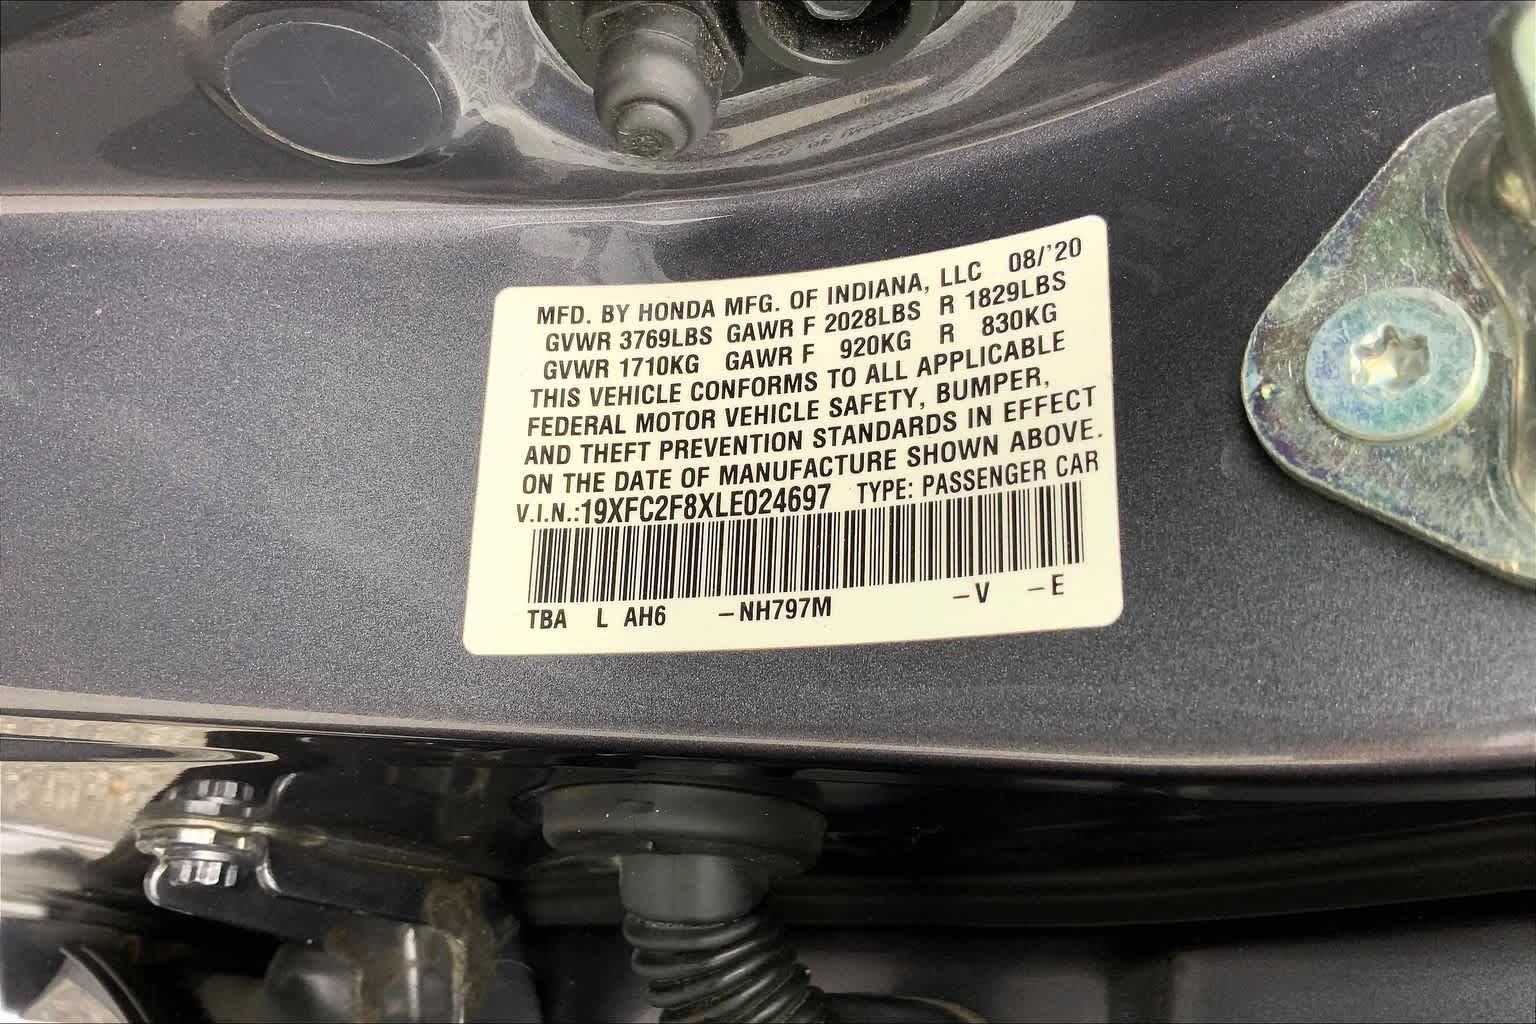 MFD. BY HONDA MFG. OF INDIANA, LLC 08/'20
GVWR 3769LBS GAWR F 2028LBS R 1829LBS
GVWR 1710KG GAWR F 920KG R 830KG
THIS VEHICLE CONFORMS TO ALL APPLICABLE
FEDERAL MOTOR VEHICLE SAFETY, BUMPER,
AND THEFT PREVENTION STANDARDS IN EFFECT
ON THE DATE OF MANUFACTURE SHOWN ABOVE.
V.I.N.:19XFC2F8XLE024697 TYPE: PASSENGER CAR
TBA L AH6 –NH797M –V –E